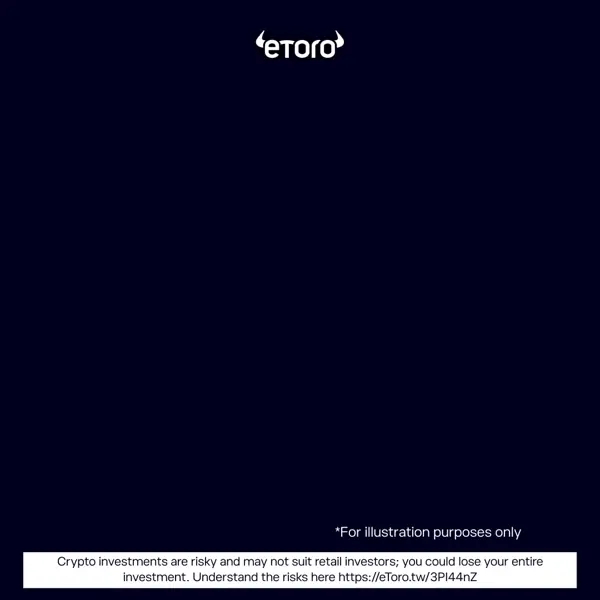 eToro
*For illustration purposes only
Crypto investments are risky and may not suit retail investors; you could lose your entire
investment. Understand the risks here https://eToro.tw/3PI44nZ